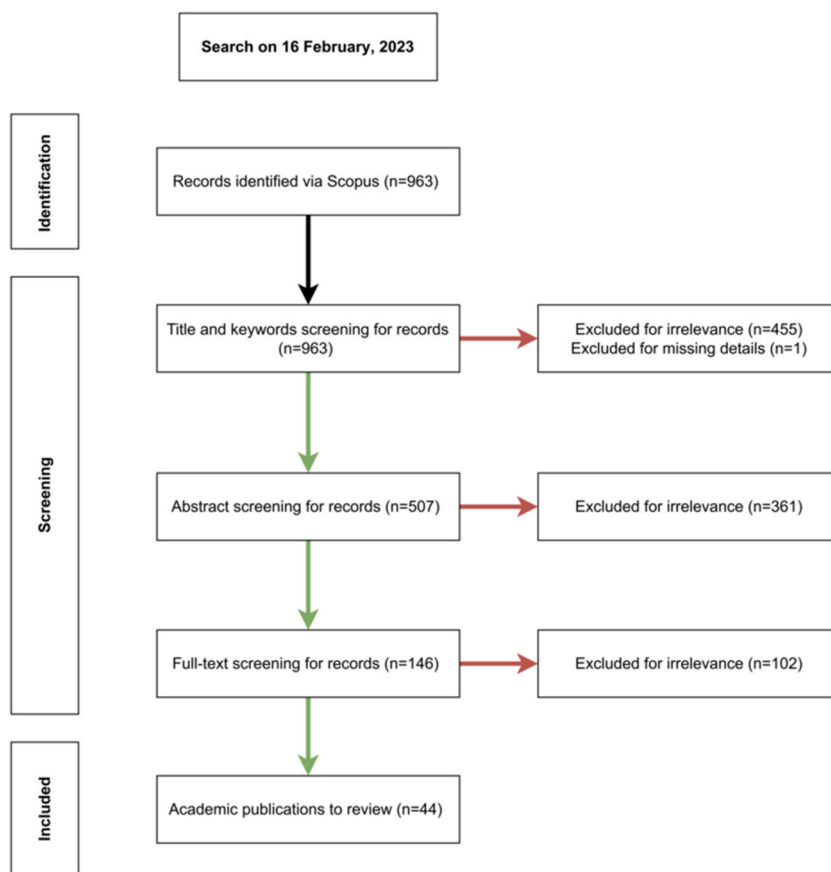 Search on 16 February, 2023
Identification
Records identified via Scopus (n=963)
Screening
Title and keywords screening for records
(n=963)
Excluded for irrelevance (n=455)
Excluded for missing details (n=1)
Abstract screening for records (n=507)
Excluded for irrelevance (n=361)
Full-text screening for records (n=146)
Excluded for irrelevance (n=102)
Included
Academic publications to review (n=44)